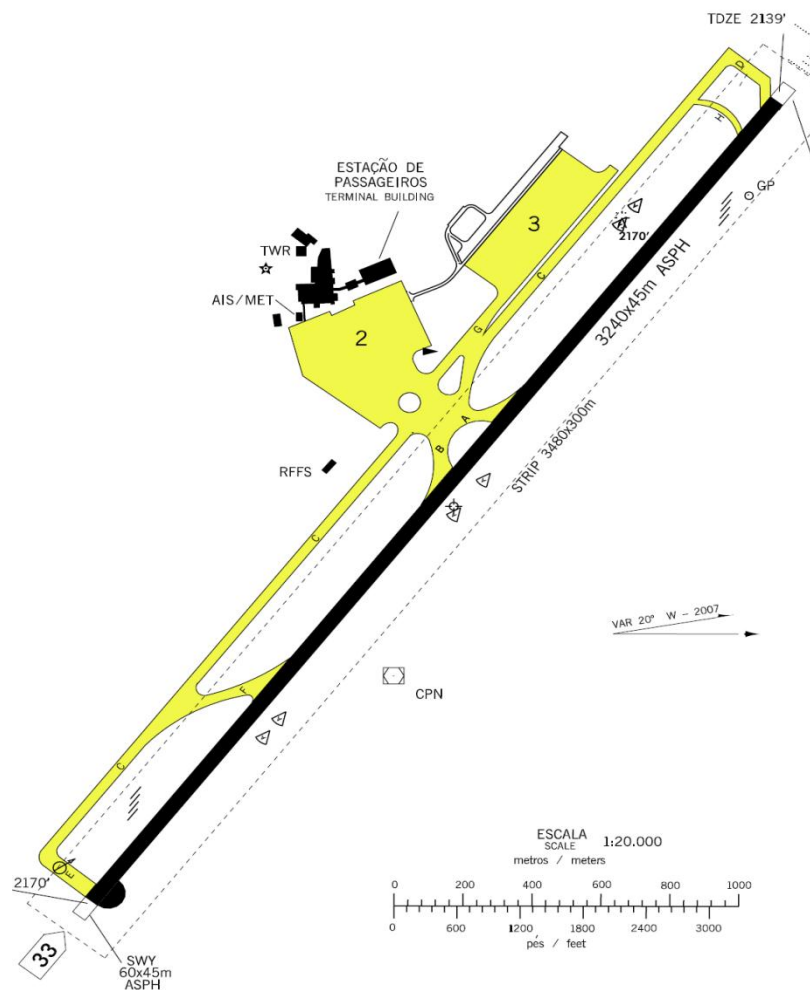 TDZE 2139'
D
H
ESTAÇÃO DE
PASSAGEIROS
TERMINAL BUILDING
GP
3
2170'
TWR
C
3240x45m ASPH
AIS/MET
2
G
A
B
STRIP 3480x300m
RFFS
C
VAR 20° W - 2007
CPN
F
C
ESCALA
SCALE 1:20.000
metros / meters
0 200 400 600 800 1000
0 600 1200 1800 2400 3000
pés / feet
E
2170'
33
SWY
60x45m
ASPH